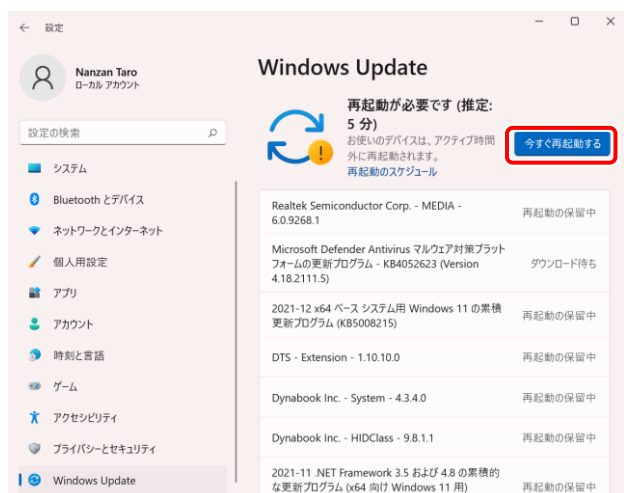 ← 設定
Nanzan Taro
ローカル アカウント
設定の検索
システム
Bluetooth とデバイス
ネットワークとインターネット
個人用設定
アプリ
アカウント
時刻と言語
ゲーム
アクセシビリティ
プライバシーとセキュリティ
Windows Update
Windows Update
再起動が必要です (推定:
5 分)
お使いのデバイスは、アクティブ時間
外に再起動されます。
再起動のスケジュール
今すぐ再起動する
Realtek Semiconductor Corp. - MEDIA -
6.0.9268.1
再起動の保留中
Microsoft Defender Antivirus マルウェア対策プラット
フォームの更新プログラム - KB4052623 (Version
4.18.2111.5)
ダウンロード待ち
2021-12 x64 ベース システム用 Windows 11 の累積
更新プログラム (KB5008215)
再起動の保留中
DTS - Extension - 1.10.10.0
再起動の保留中
Dynabook Inc. - System - 4.3.4.0
再起動の保留中
Dynabook Inc. - HIDClass - 9.8.1.1
再起動の保留中
2021-11 .NET Framework 3.5 および 4.8 の累積的
な更新プログラム (x64 向け Windows 11 用)
再起動の保留中